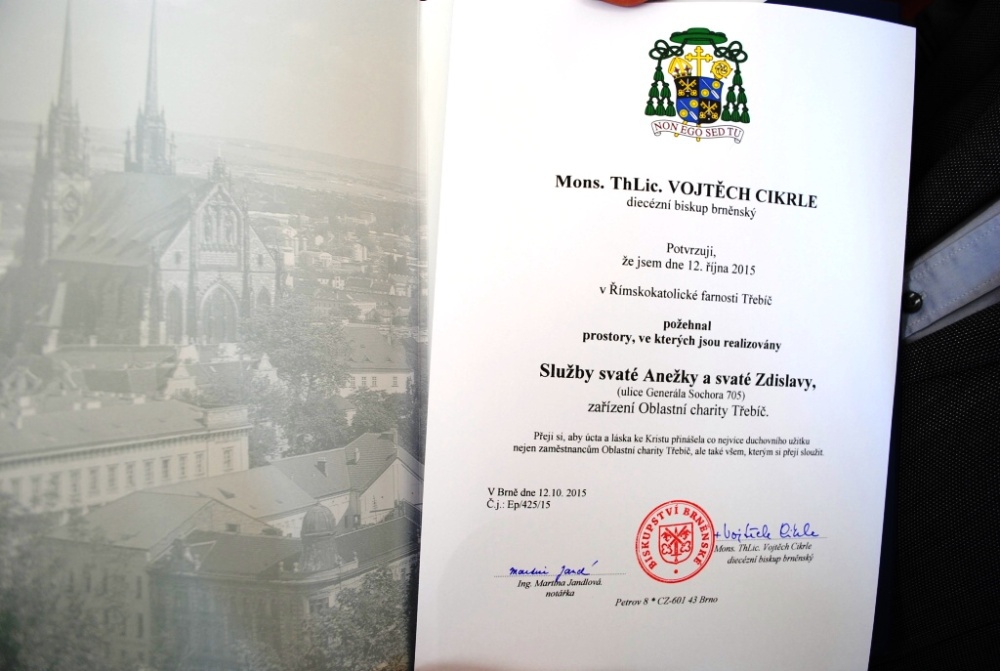 NON EGO SED TU
Mons. ThLic. VOJTĚCH CIKRLE
diecézní biskup brněnský
Potvrzuji,
že jsem dne 12. října 2015
v Římskokatolické farnosti Třebíč
požehnal
prostory, ve kterých jsou realizovány
Služby svaté Anežky a svaté Zdislavy,
(ulice Generála Sochora 705)
zařízení Oblastní charity Třebíč.
Přeji si, aby úcta a láska ke Kristu přinášela co nejvíce duchovního užitku
nejen zaměstnancům Oblastní charity Třebíč, ale také všem, kterým si přejí sloužit.
V Brně dne 12.10. 2015
Č.j.: Ep/425/15
BISKUPSTVÍ BRNĚNSKÉ
+ Vojtěch Cikrle
Mons. ThLic. Vojtěch Cikrle
diecézní biskup brněnský
Ing. Martina Jandlová
notářka
Petrov 8 * CZ-601 43 Brno